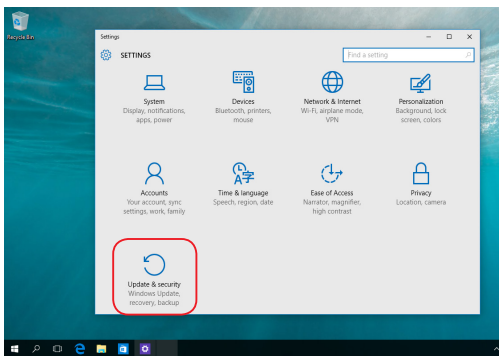 Recycle Bin
Settings
SETTINGS
Find a setting
System
Display, notifications,
apps, power
Devices
Bluetooth, printers,
mouse
Network & Internet
Wi-Fi, airplane mode,
VPN
Personalization
Background, lock
screen, colors
Accounts
Your account, sync
settings, work, family
Time & language
Speech, region, date
Ease of Access
Narrator, magnifier,
high contrast
Privacy
Location, camera
Update & security
Windows Update,
recovery, backup